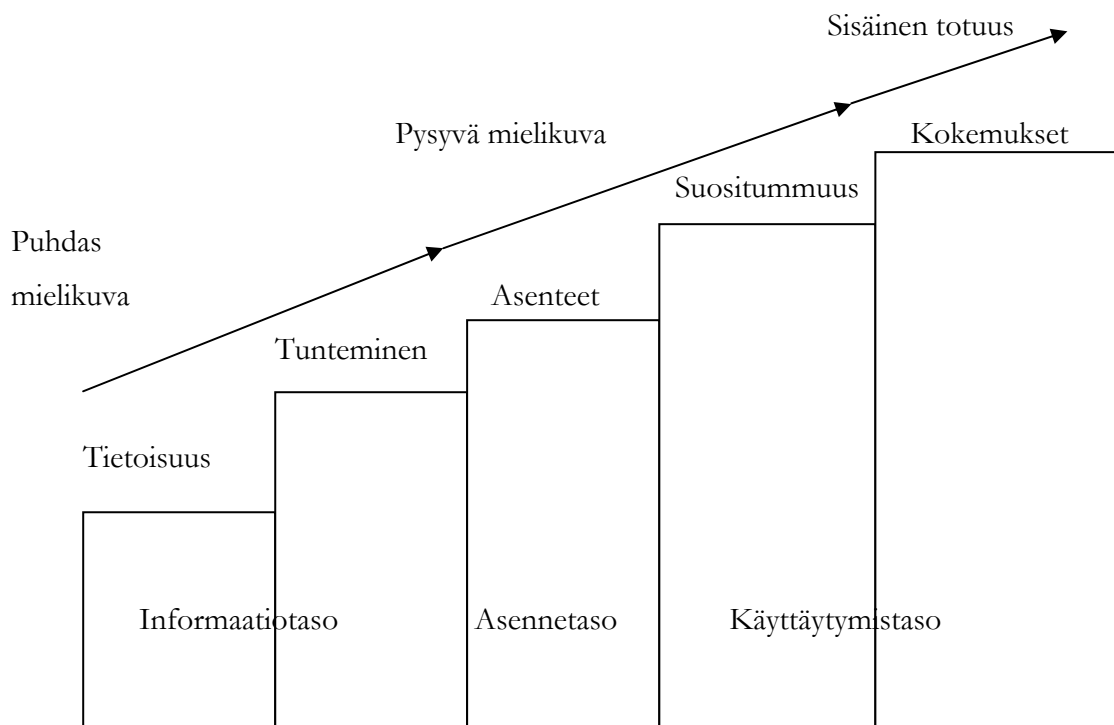 Sisäinen totuus
Pysyvä mielikuva
Kokemukset
Suositummuus
Puhdas
mielikuva
Asenteet
Tunteminen
Tietoisuus
Informaatiotaso
Asennetaso
Käyttäytymistaso